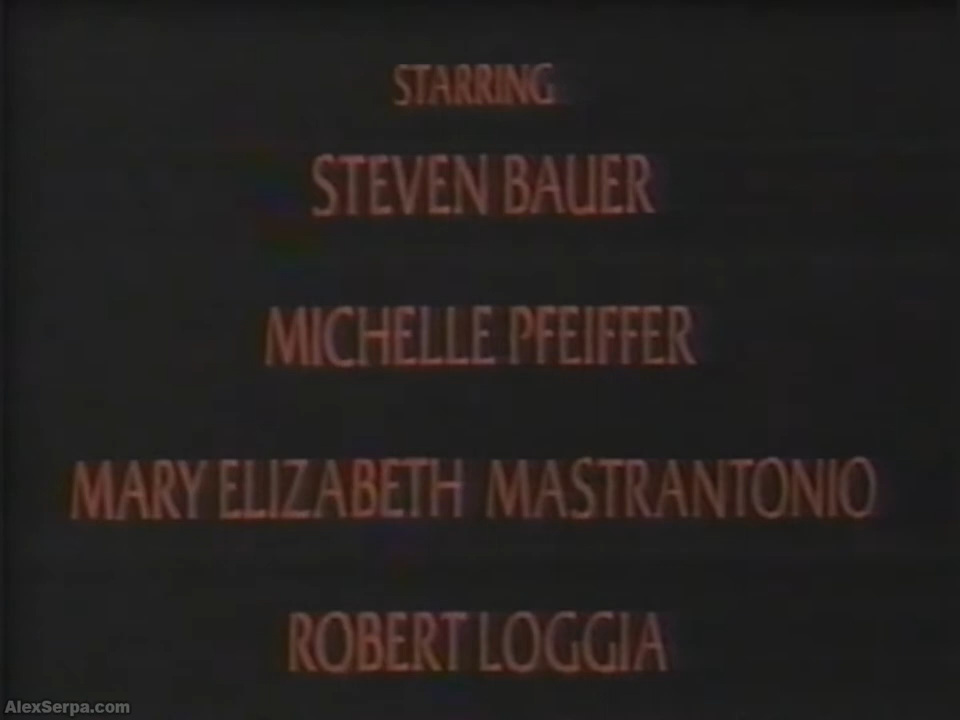 STARRING
STEVEN BAUER
MICHELLE PFEIFFER
MARY ELIZABETH MASTRANTONIO
ROBERT LOGGIA
AlexSerpa.com